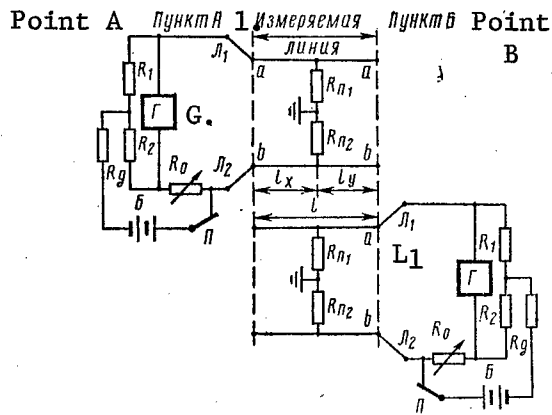 Point A Пункт А 1. Измеряемая Пункт Б Point B
линия
Л1 a a
R1 Rп1
Г G.
R2 Rп2
Rg R0 Л2 b b
Б П lx ly
l Л1
a
Rп1 L1 R1
Г
Rп2 R2
b Л2 R0 Rg
П Б